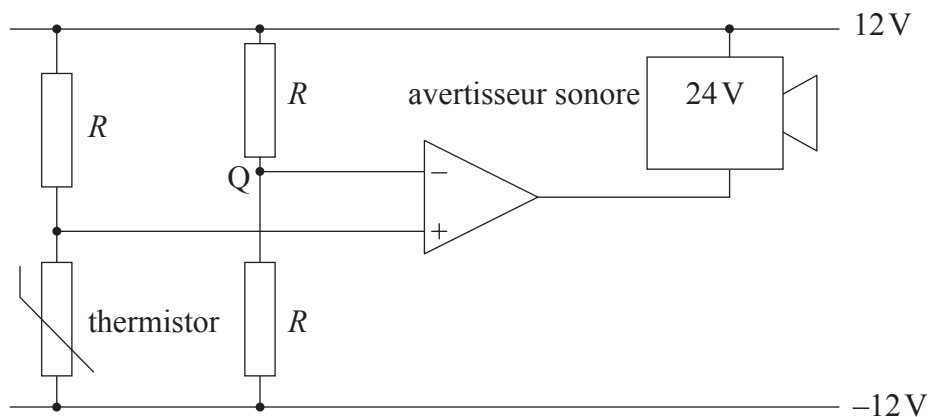 12 V
avertisseur sonore
24 V
R
R
Q
−
+
thermistor
R
−12 V